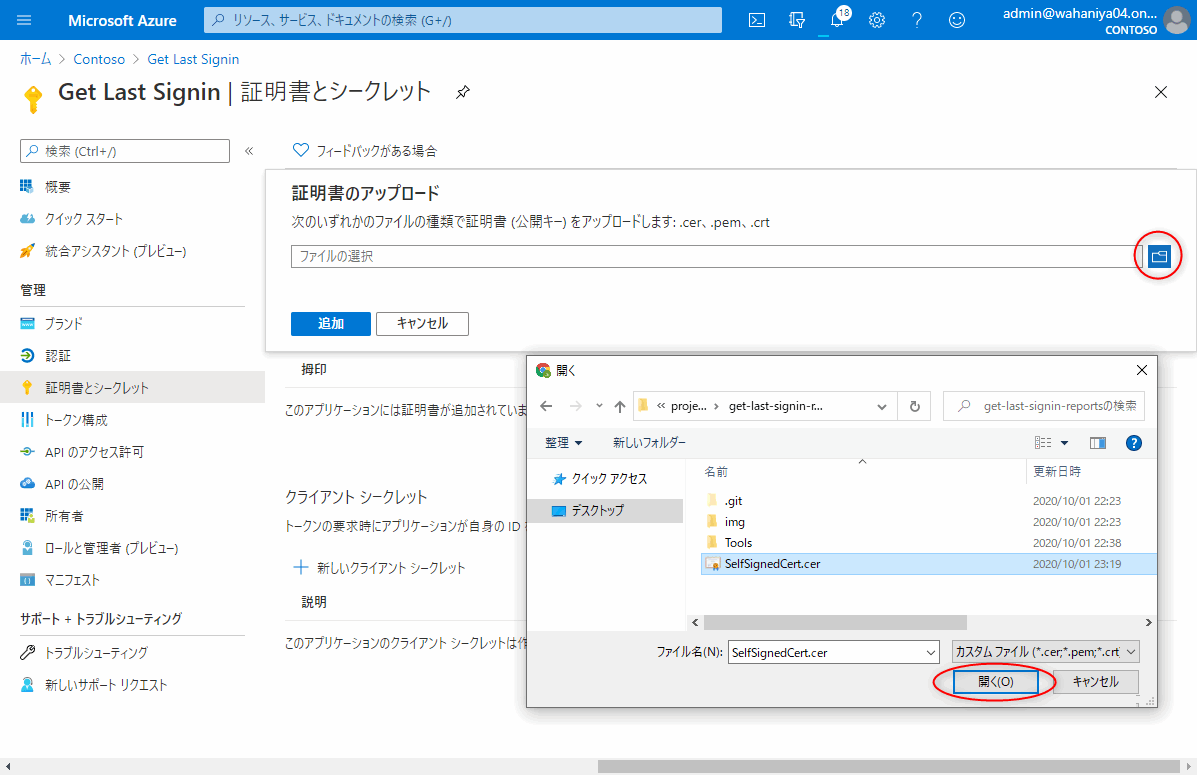 Microsoft Azure
リソース、サービス、ドキュメントの検索 (G+/)
18
admin@wahaniya04.on...
CONTOSO
ホーム > Contoso > Get Last Signin
Get Last Signin | 証明書とシークレット
検索 (Ctrl+/)
«
フィードバックがある場合
概要
クイック スタート
統合アシスタント (プレビュー)
管理
ブランド
認証
証明書とシークレット
トークン構成
API のアクセス許可
API の公開
所有者
ロールと管理者 (プレビュー)
マニフェスト
サポート + トラブルシューティング
トラブルシューティング
新しいサポート リクエスト
証明書のアップロード
次のいずれかのファイルの種類で証明書 (公開キー) をアップロードします: .cer、.pem、.crt
ファイルの選択
追加
キャンセル
拇印
このアプリケーションには証明書が追加されていま
クライアント シークレット
トークンの要求時にアプリケーションが自身の ID を
新しいクライアント シークレット
説明
このアプリケーションのクライアント シークレットは作
開く
« proje... > get-last-signin-r...
get-last-signin-reportsの検索
整理
新しいフォルダー
クイック アクセス
デスクトップ
名前
更新日時
.git 2020/10/01 22:23
img 2020/10/01 22:23
Tools 2020/10/01 22:38
SelfSignedCert.cer 2020/10/01 23:19
ファイル名(N):
SelfSignedCert.cer
カスタム ファイル (*.cer;*.pem;*.crt
開く(O)
キャンセル